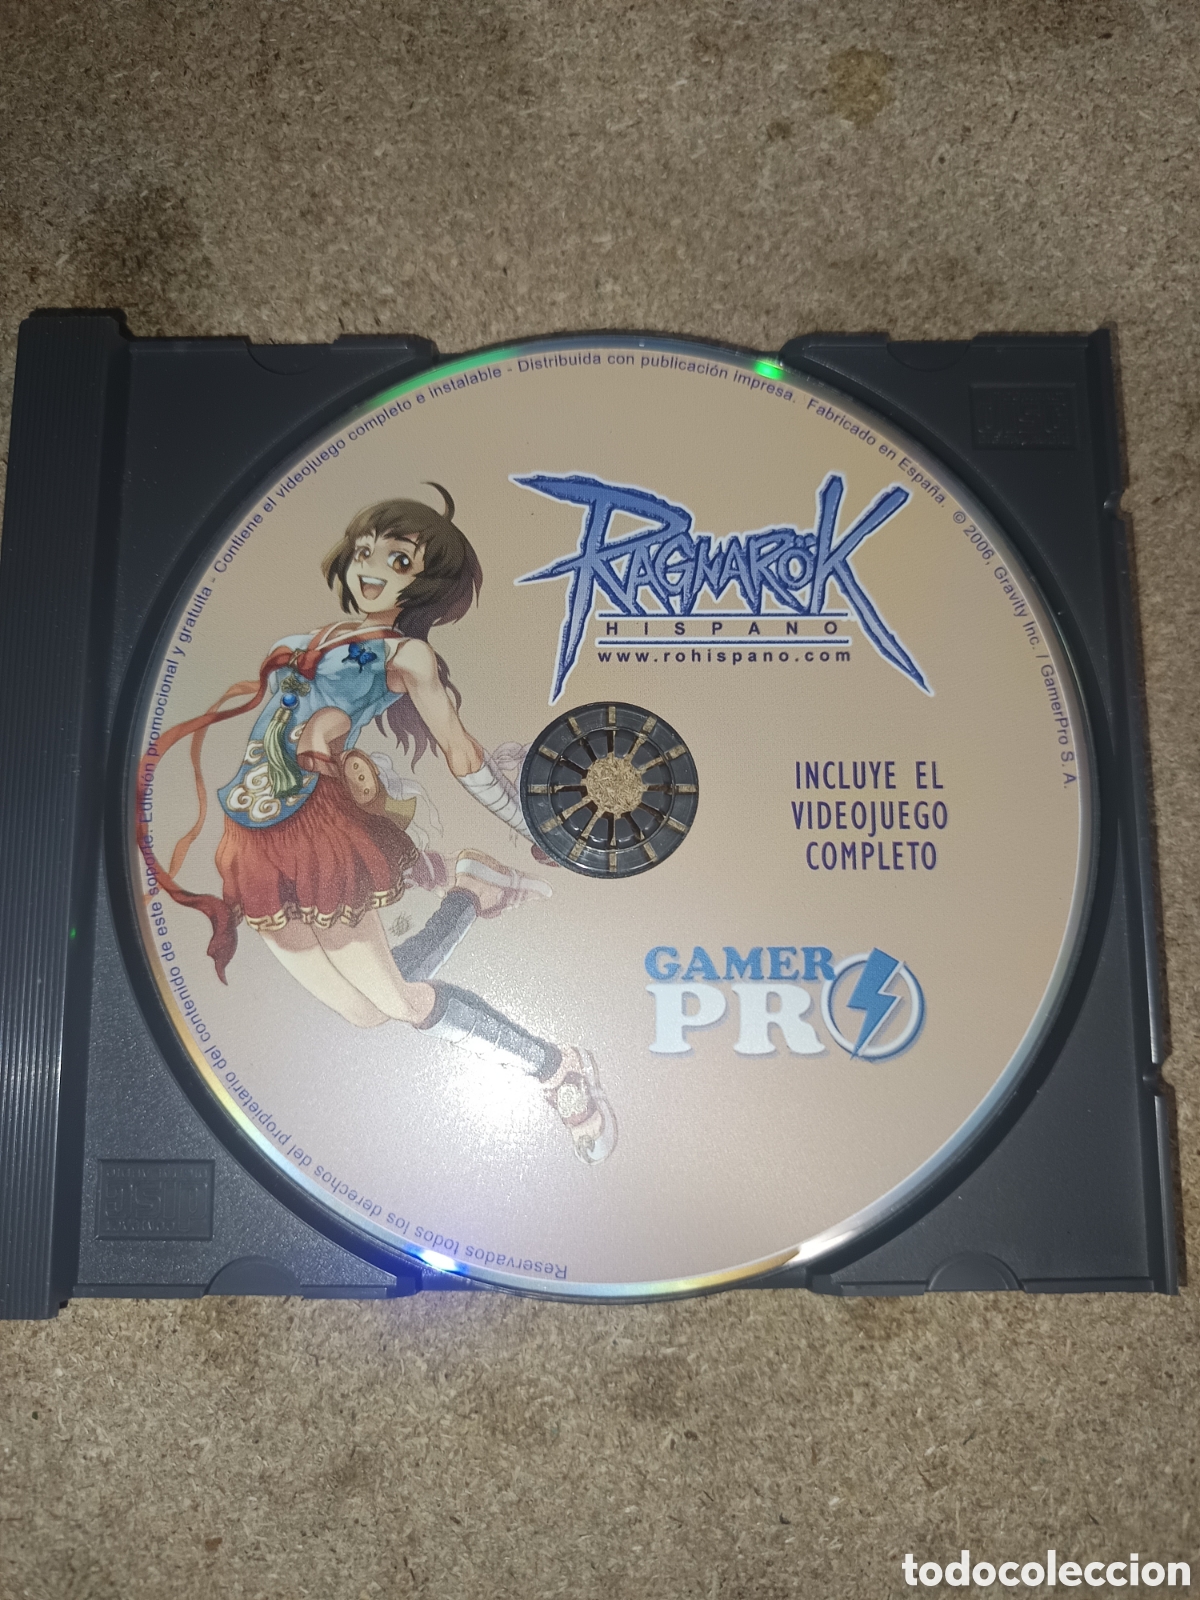 Reservados todos los derechos del propietario del contenido de este soporte. Edición promocional y gratuita - Contiene el videojuego completo e instalable - Distribuida con publicación impresa. Fabricado en España. © 2006, Gravity Inc. / GamerPro S. A.
RAGNARÖK
HISPANO
www.rohispano.com
INCLUYE EL
VIDEOJUEGO
COMPLETO
GAMER
PRO
todocoleccion